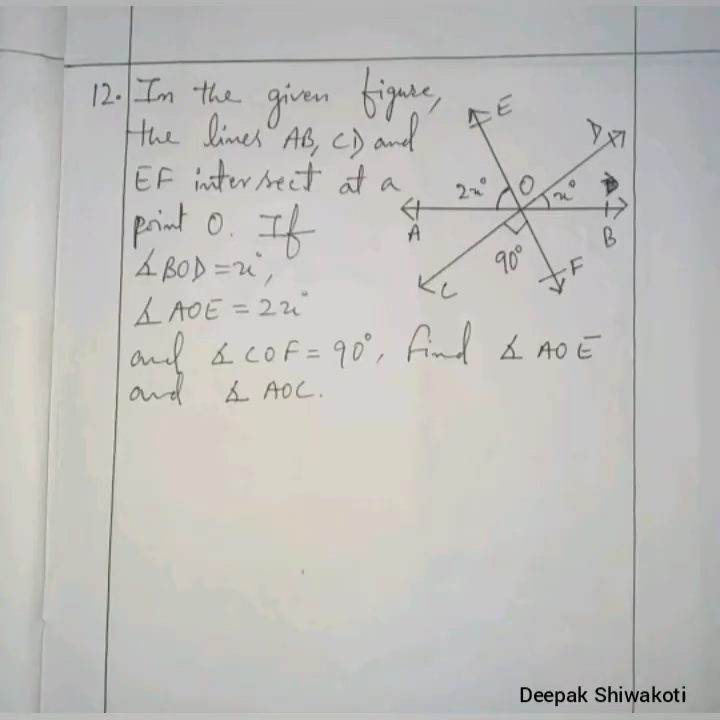 12. In the given figure,
the lines AB, CD and
EF intersect at a
point O. If
∡BOD = x°,
∡AOE = 2x°
and ∡COF = 90°, find ∡AOE
and ∡AOC.
E
D
2x° O x°
A
B
90°
F
C
Deepak Shiwakoti